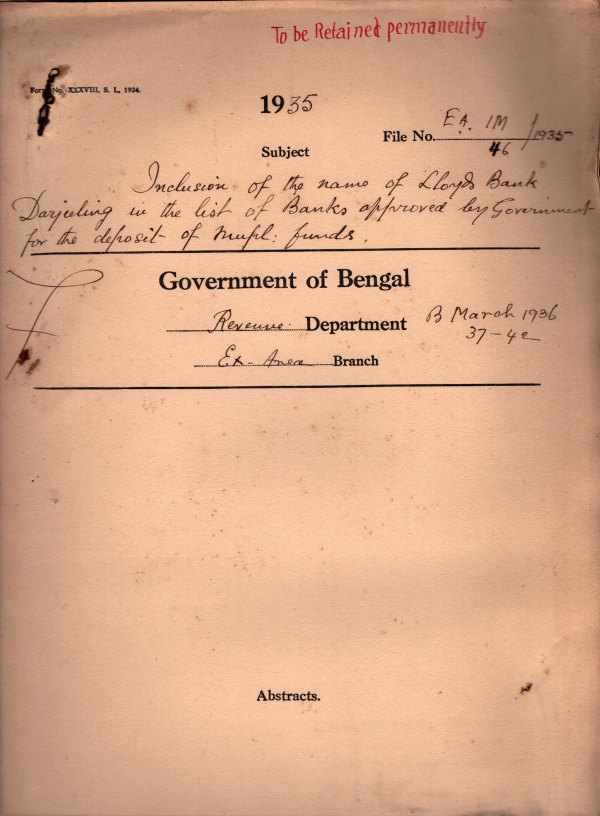 To be Retained permanently
Form No. XXXVIII, S. L, 1924.
1935
File No. E.A. 1M/46/1935
Subject
Inclusion of the name of Lloyds Bank
Darjeeling in the list of Banks approved by Government
for the deposit of Mupl: funds.
Government of Bengal
Revenue Department
B March 1936
37-42
Ex-Area Branch
Abstracts.